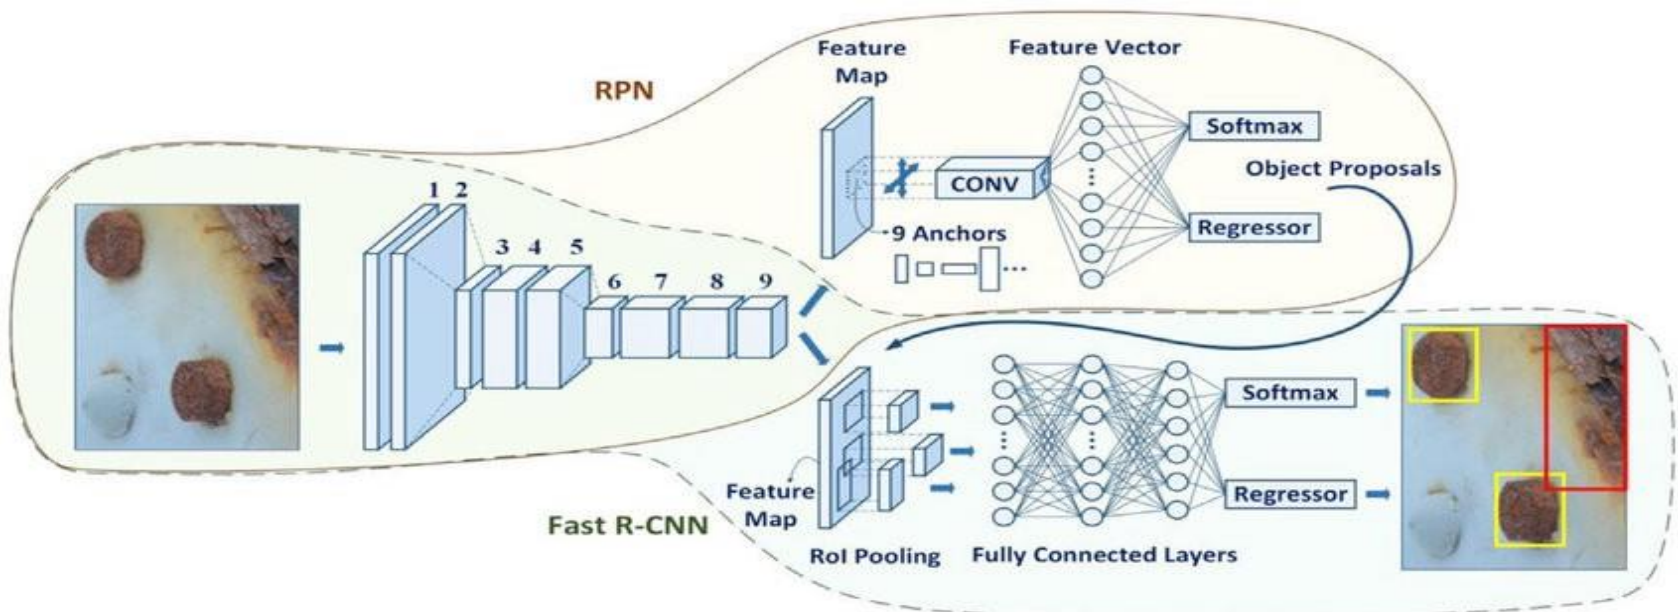 Feature
Map
Feature Vector
RPN
Softmax
CONV
Object Proposals
9 Anchors
Regressor
1 2
3 4 5
6 7 8 9
Softmax
Regressor
Feature
Map
Fast R-CNN
RoI Pooling
Fully Connected Layers